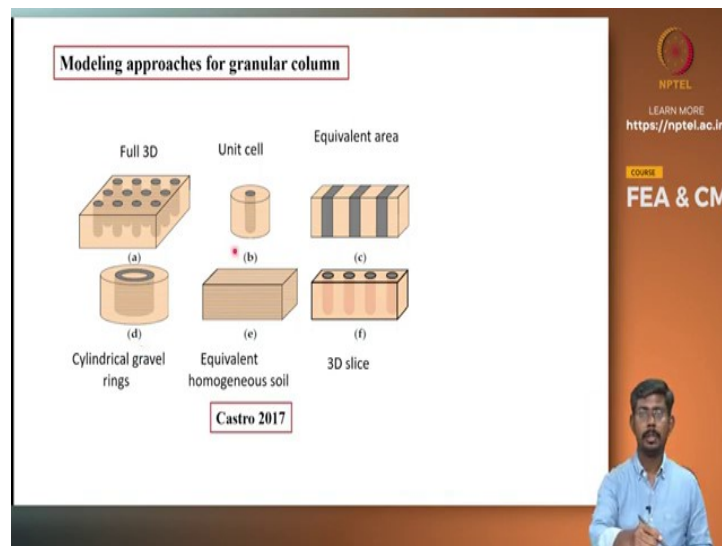 Modeling approaches for granular column
Full 3D
Unit cell
Equivalent area
(a)
(b)
(c)
(d)
(e)
(f)
Cylindrical gravel
rings
Equivalent
homogeneous soil
3D slice
Castro 2017
NPTEL
LEARN MORE
https://nptel.ac.in
COURSE
FEA & CM